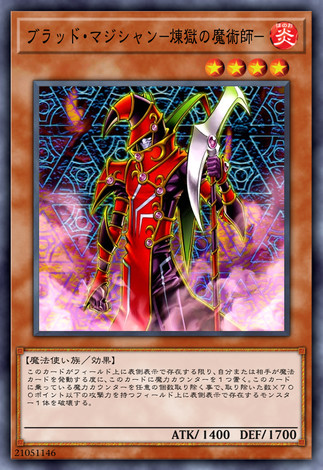 ブラッド・マジシャン－煉獄の魔術師－
炎
【魔法使い族／効果】
このカードがフィールド上に表側表示で存在する限り、自分または相手が魔法
カードを発動する度に、このカードに魔力カウンターを１つ置く。このカードに
乗っている魔力カウンターを任意の個数取り除く事で、取り除いた数×７０
０ポイント以下の攻撃力を持つフィールド上に表側表示で存在するモンスタ
ー１体を破壊する。
ATK/ 1400 DEF/1700
21051146